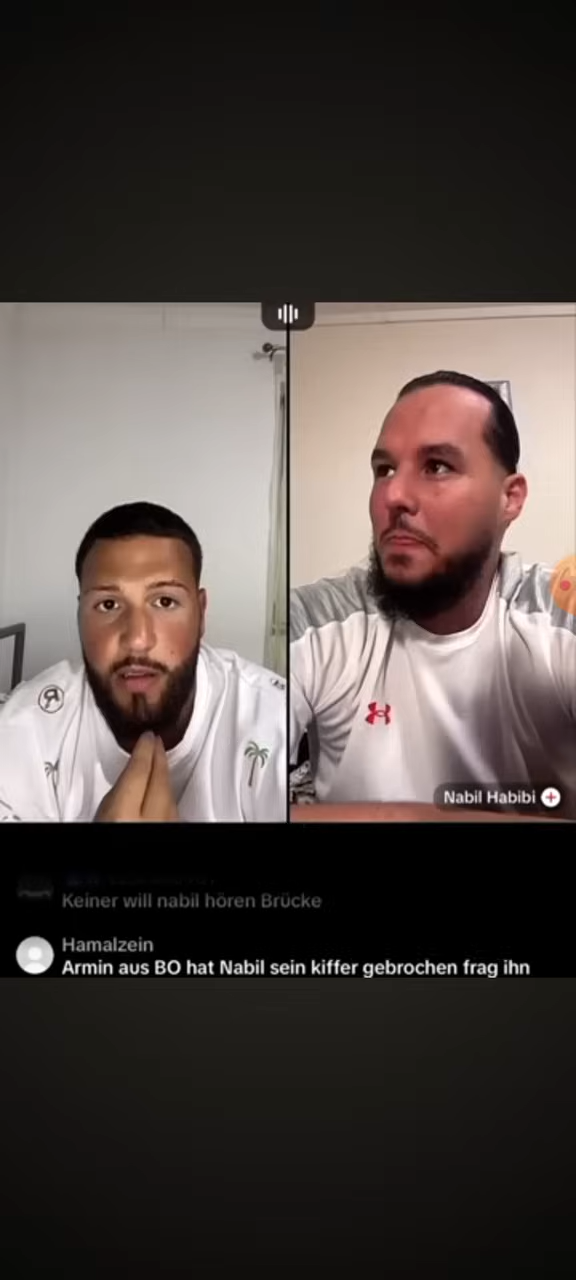 Nabil Habibi
Keiner will nabil hören Brücke
Hamalzein
Armin aus BO hat Nabil sein kiffer gebrochen frag ihn